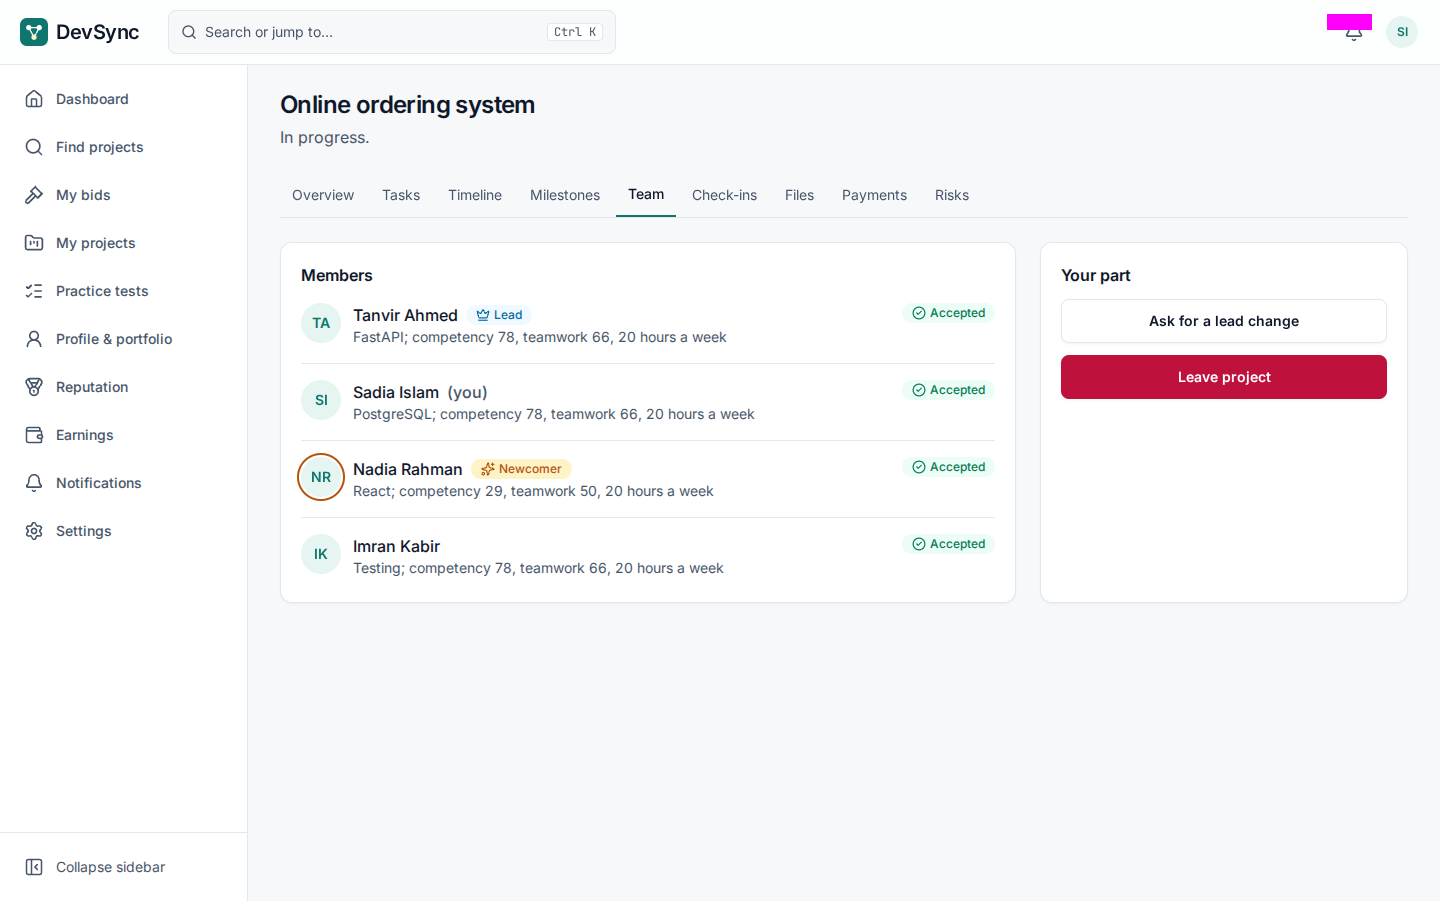 DevSync
Search or jump to...
Ctrl K
SI
Dashboard
Find projects
My bids
My projects
Practice tests
Profile & portfolio
Reputation
Earnings
Notifications
Settings
Collapse sidebar
Online ordering system
In progress.
Overview
Tasks
Timeline
Milestones
Team
Check-ins
Files
Payments
Risks
Members
TA
Tanvir Ahmed
Lead
Accepted
FastAPI; competency 78, teamwork 66, 20 hours a week
SI
Sadia Islam (you)
Accepted
PostgreSQL; competency 78, teamwork 66, 20 hours a week
NR
Nadia Rahman
Newcomer
Accepted
React; competency 29, teamwork 50, 20 hours a week
IK
Imran Kabir
Accepted
Testing; competency 78, teamwork 66, 20 hours a week
Your part
Ask for a lead change
Leave project